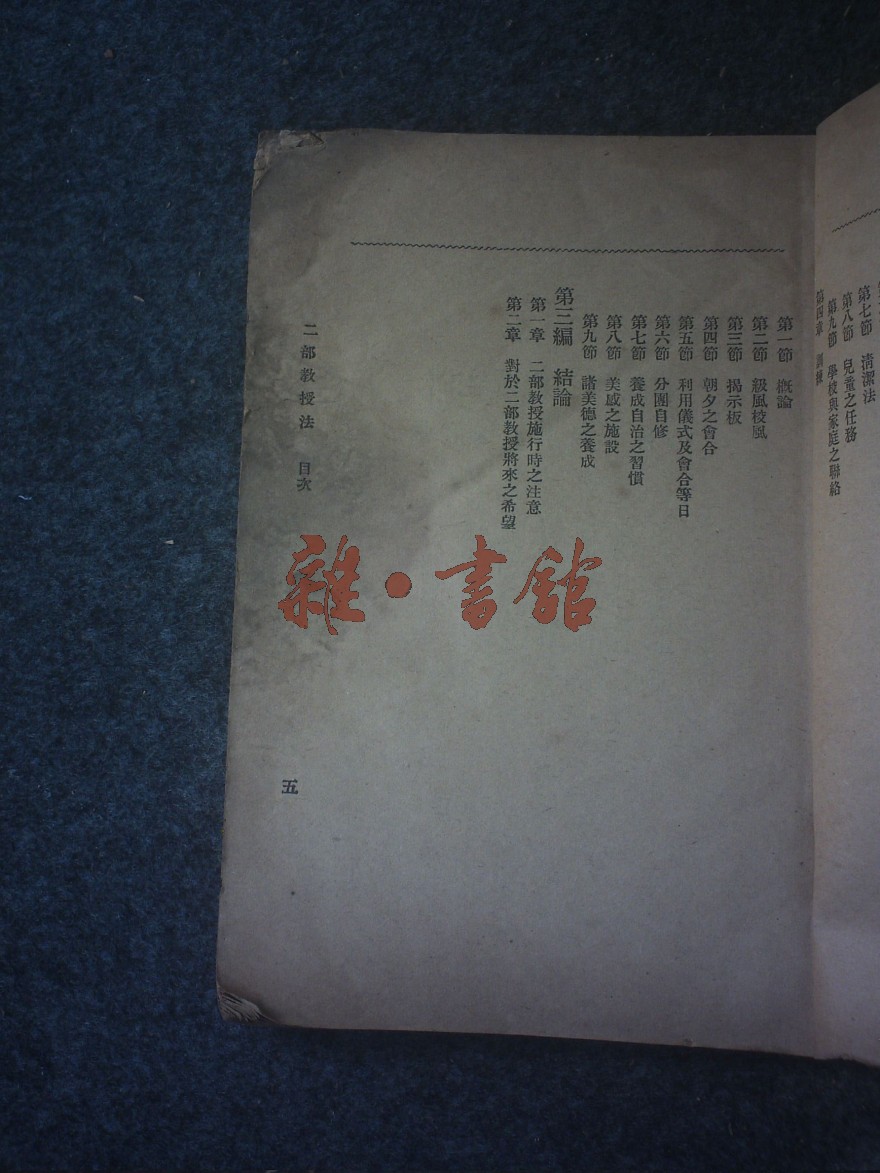 第七節　清潔法
第八節　兒童之任務
第九節　學校與家庭之聯絡
第四章　訓練
第一節　概論
第二節　級風校風
第三節　揭示板
第四節　朝夕之會合
第五節　利用儀式及會合等日
第六節　分團自修
第七節　養成自治之習慣
第八節　美感之施設
第九節　諸美德之養成
第三編　結論
第一章　二部教授施行時之注意
第二章　對於二部教授將來之希望
二部教授法　目次
五
雜·書館